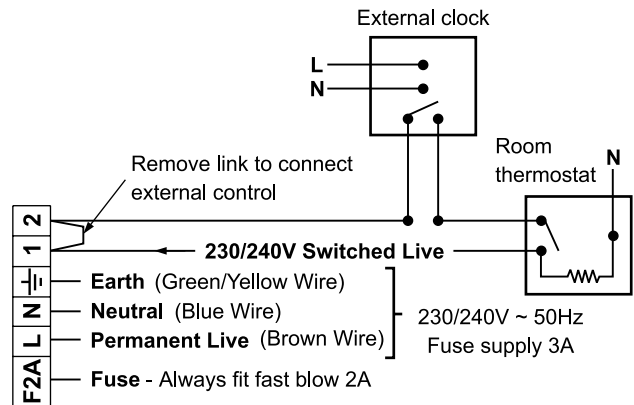 External clock
L
N
Room
thermostat
N
Remove link to connect
external control
2
1
230/240V Switched Live
Earth (Green/Yellow Wire)
N
Neutral (Blue Wire)
L
Permanent Live (Brown Wire)
230/240V ~ 50Hz
Fuse supply 3A
F2A
Fuse - Always fit fast blow 2A